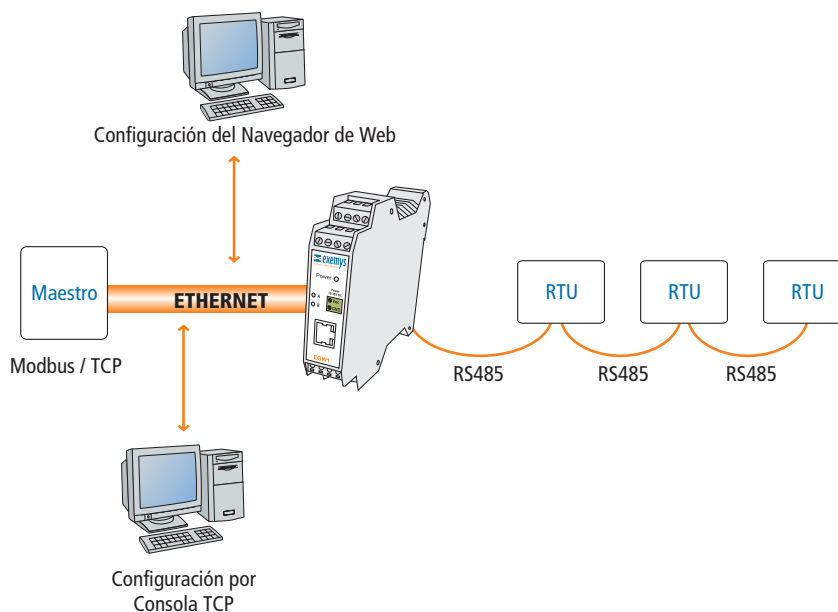 Configuración del Navegador de Web
Maestro
ETHERNET
Modbus / TCP
exemys
Power
A
B
EGW1
RTU
RTU
RTU
RS485
RS485
RS485
Configuración por
Consola TCP